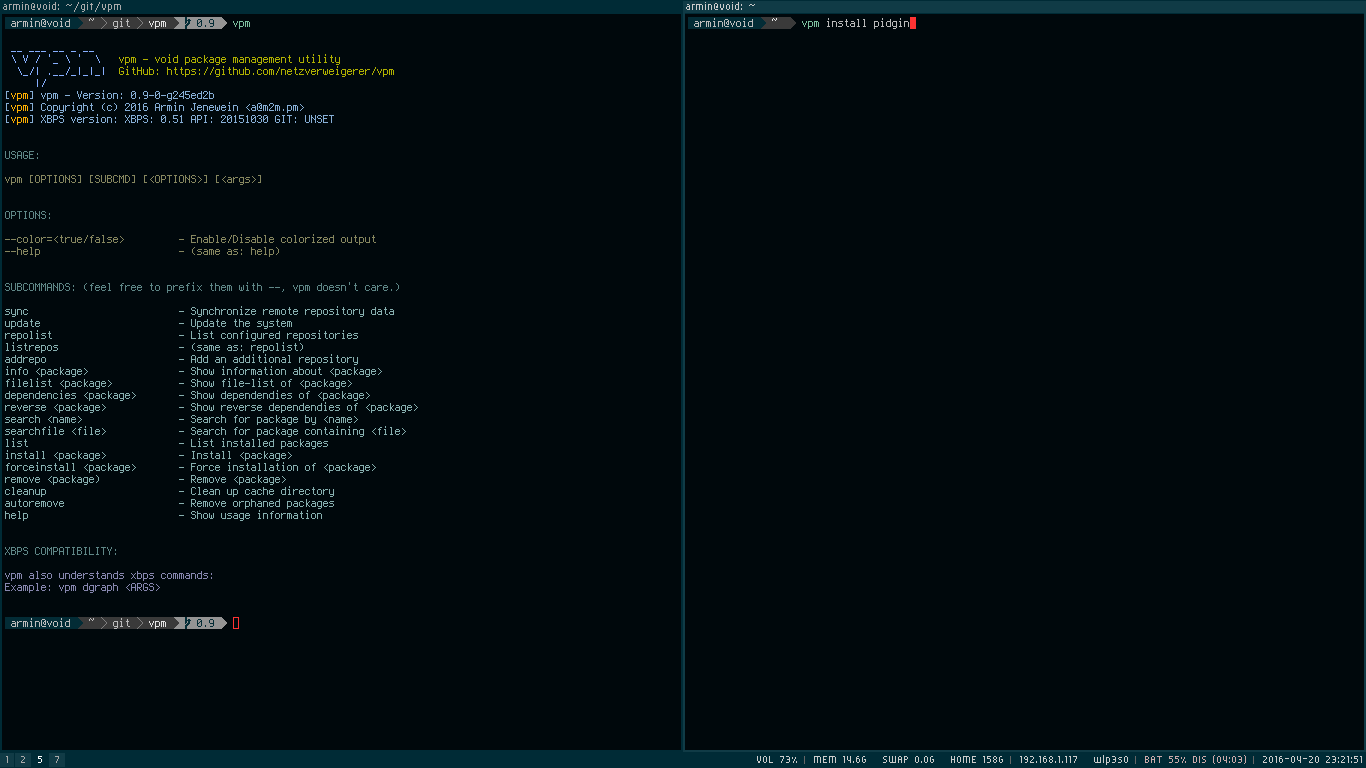 armin@void: ~/git/vpm
armin@void ~ git vpm 0.9 vpm
vpm - void package management utility
GitHub: https://github.com/netzverweigerer/vpm
[vpm] vpm - Version: 0.9-0-g245ed2b
[vpm] Copyright (c) 2016 Armin Jenewein <a@m2m.pm>
[vpm] XBPS version: XBPS: 0.51 API: 20151030 GIT: UNSET
USAGE:
vpm [OPTIONS] [SUBCMD] [<OPTIONS>] [<args>]
OPTIONS:
--color=<true/false> - Enable/Disable colorized output
--help - (same as: help)
SUBCOMMANDS: (feel free to prefix them with --, vpm doesn't care.)
sync - Synchronize remote repository data
update - Update the system
repolist - List configured repositories
listrepos - (same as: repolist)
addrepo - Add an additional repository
info <package> - Show information about <package>
filelist <package> - Show file-list of <package>
dependencies <package> - Show dependendies of <package>
reverse <package> - Show reverse dependendies of <package>
search <name> - Search for package by <name>
searchfile <file> - Search for package containing <file>
list - List installed packages
install <package> - Install <package>
forceinstall <package> - Force installation of <package>
remove <package) - Remove <package>
cleanup - Clean up cache directory
autoremove - Remove orphaned packages
help - Show usage information
XBPS COMPATIBILITY:
vpm also understands xbps commands:
Example: vpm dgraph <ARGS>
armin@void ~ git vpm 0.9
armin@void: ~
armin@void ~ vpm install pidgin
1 2 5 7
VOL 73% | MEM 14.66 SWAP 0.06 HOME 1586 | 192.168.1.117 wlp3s0 | BAT 55% DIS (04:03) | 2016-04-20 23:21:51